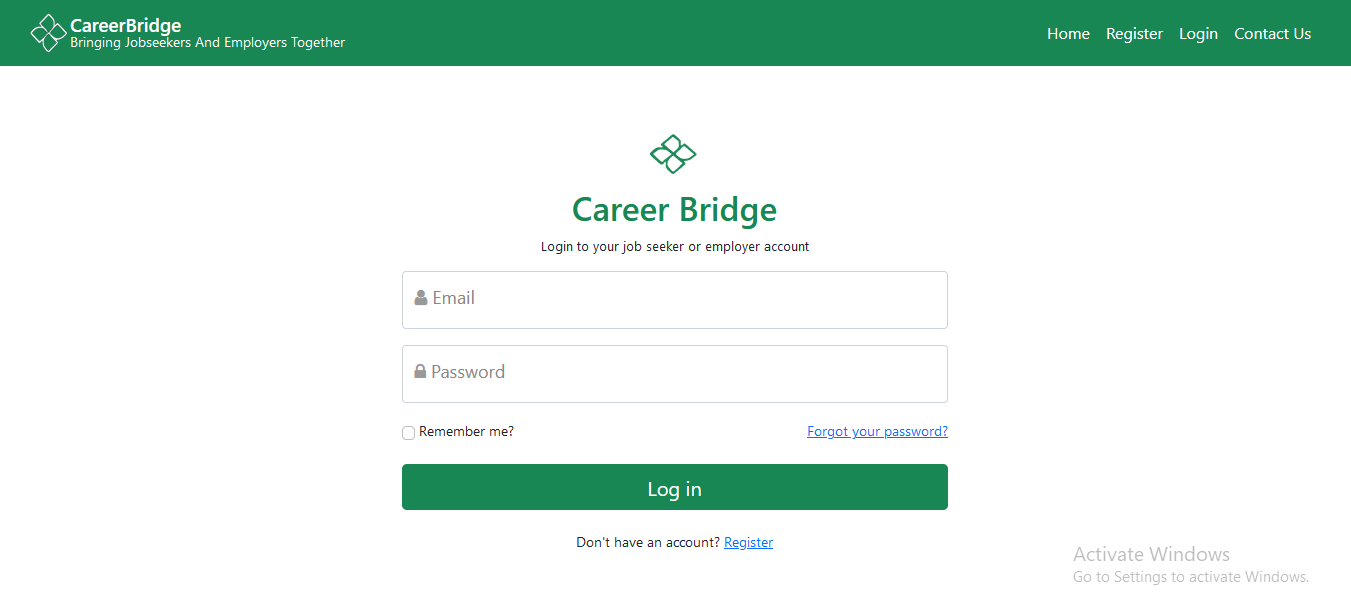 CareerBridge
Bringing Jobseekers And Employers Together
Home Register Login Contact Us
Career Bridge
Login to your job seeker or employer account
Email
Password
Remember me? Forgot your password?
Log in
Don't have an account? Register
Activate Windows
Go to Settings to activate Windows.